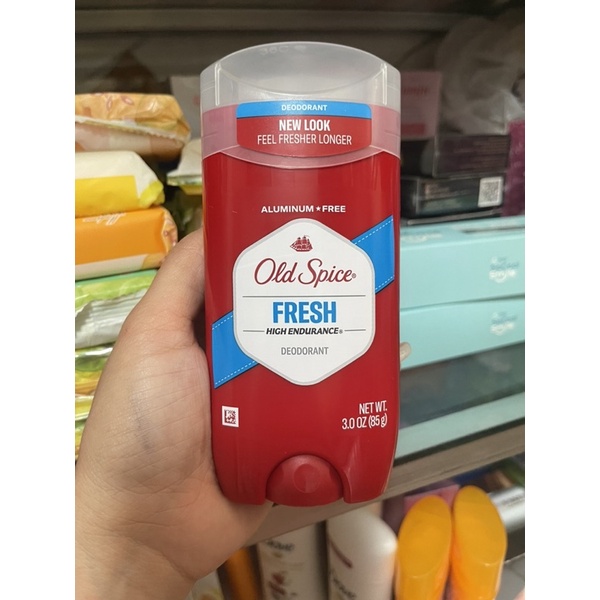 DEODORANT
NEW LOOK
FEEL FRESHER LONGER
ALUMINUM★FREE
Old Spice®
FRESH
HIGH ENDURANCE®
DEODORANT
NET WT.
3.0 OZ (85 g)